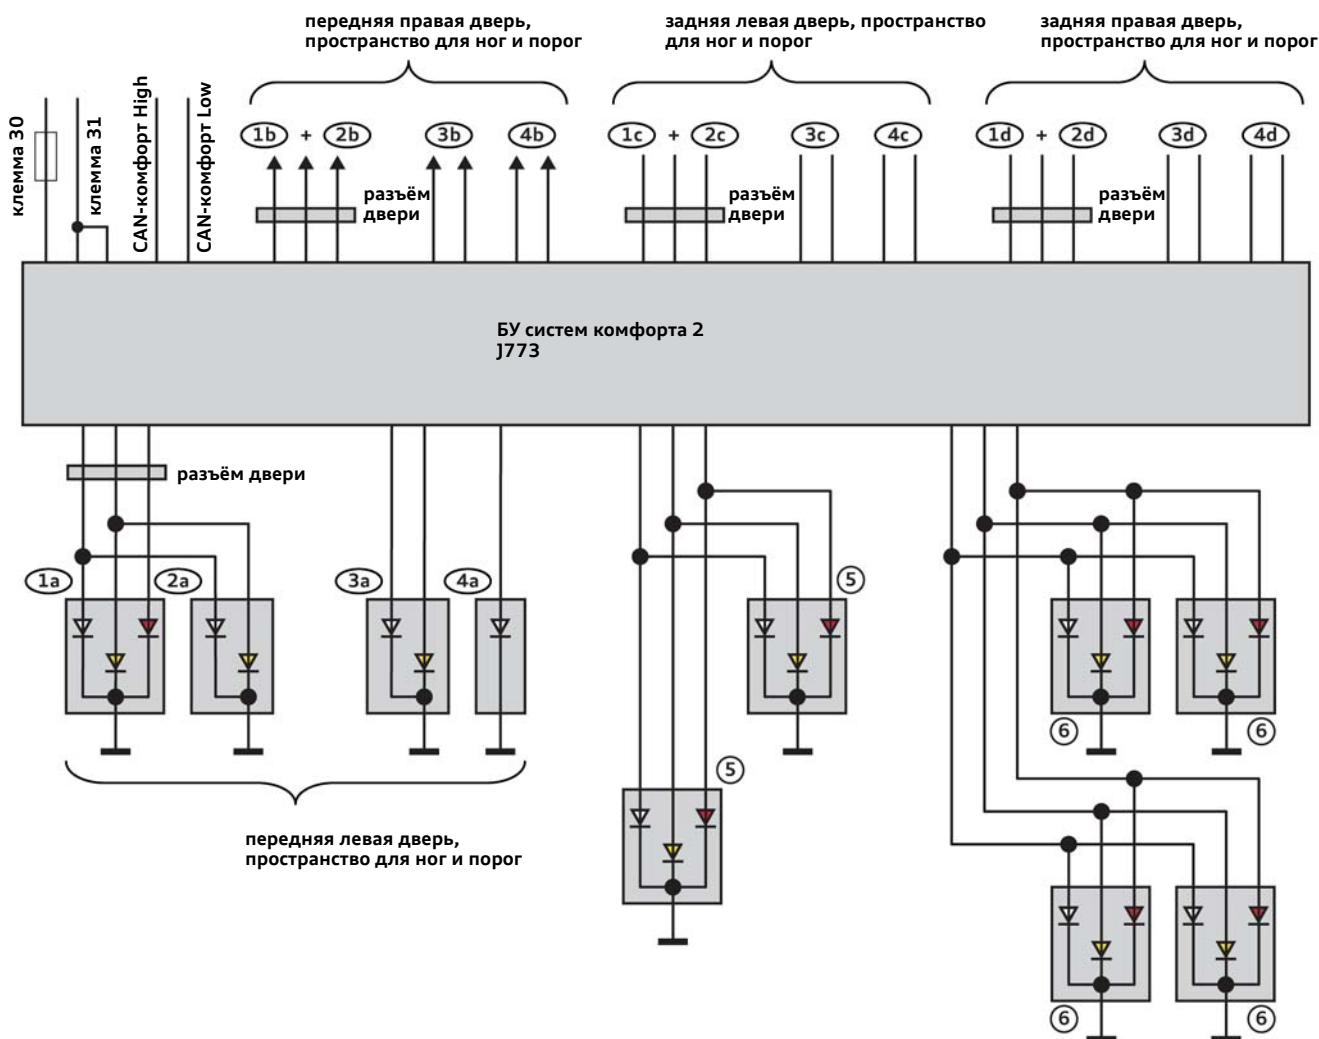 передняя правая дверь,
пространство для ног и порог
задняя левая дверь, пространство
для ног и порог
задняя правая дверь,
пространство для ног и порог
клемма 30
клемма 31
CAN-комфорт High
CAN-комфорт Low
1b + 2b
3b
4b
1c + 2c
3c
4c
1d + 2d
3d
4d
разъём
двери
разъём
двери
разъём
двери
БУ систем комфорта 2
J773
разъём двери
1a
2a
3a
4a
5
6
6
5
передняя левая дверь,
пространство для ног и порог
6
6